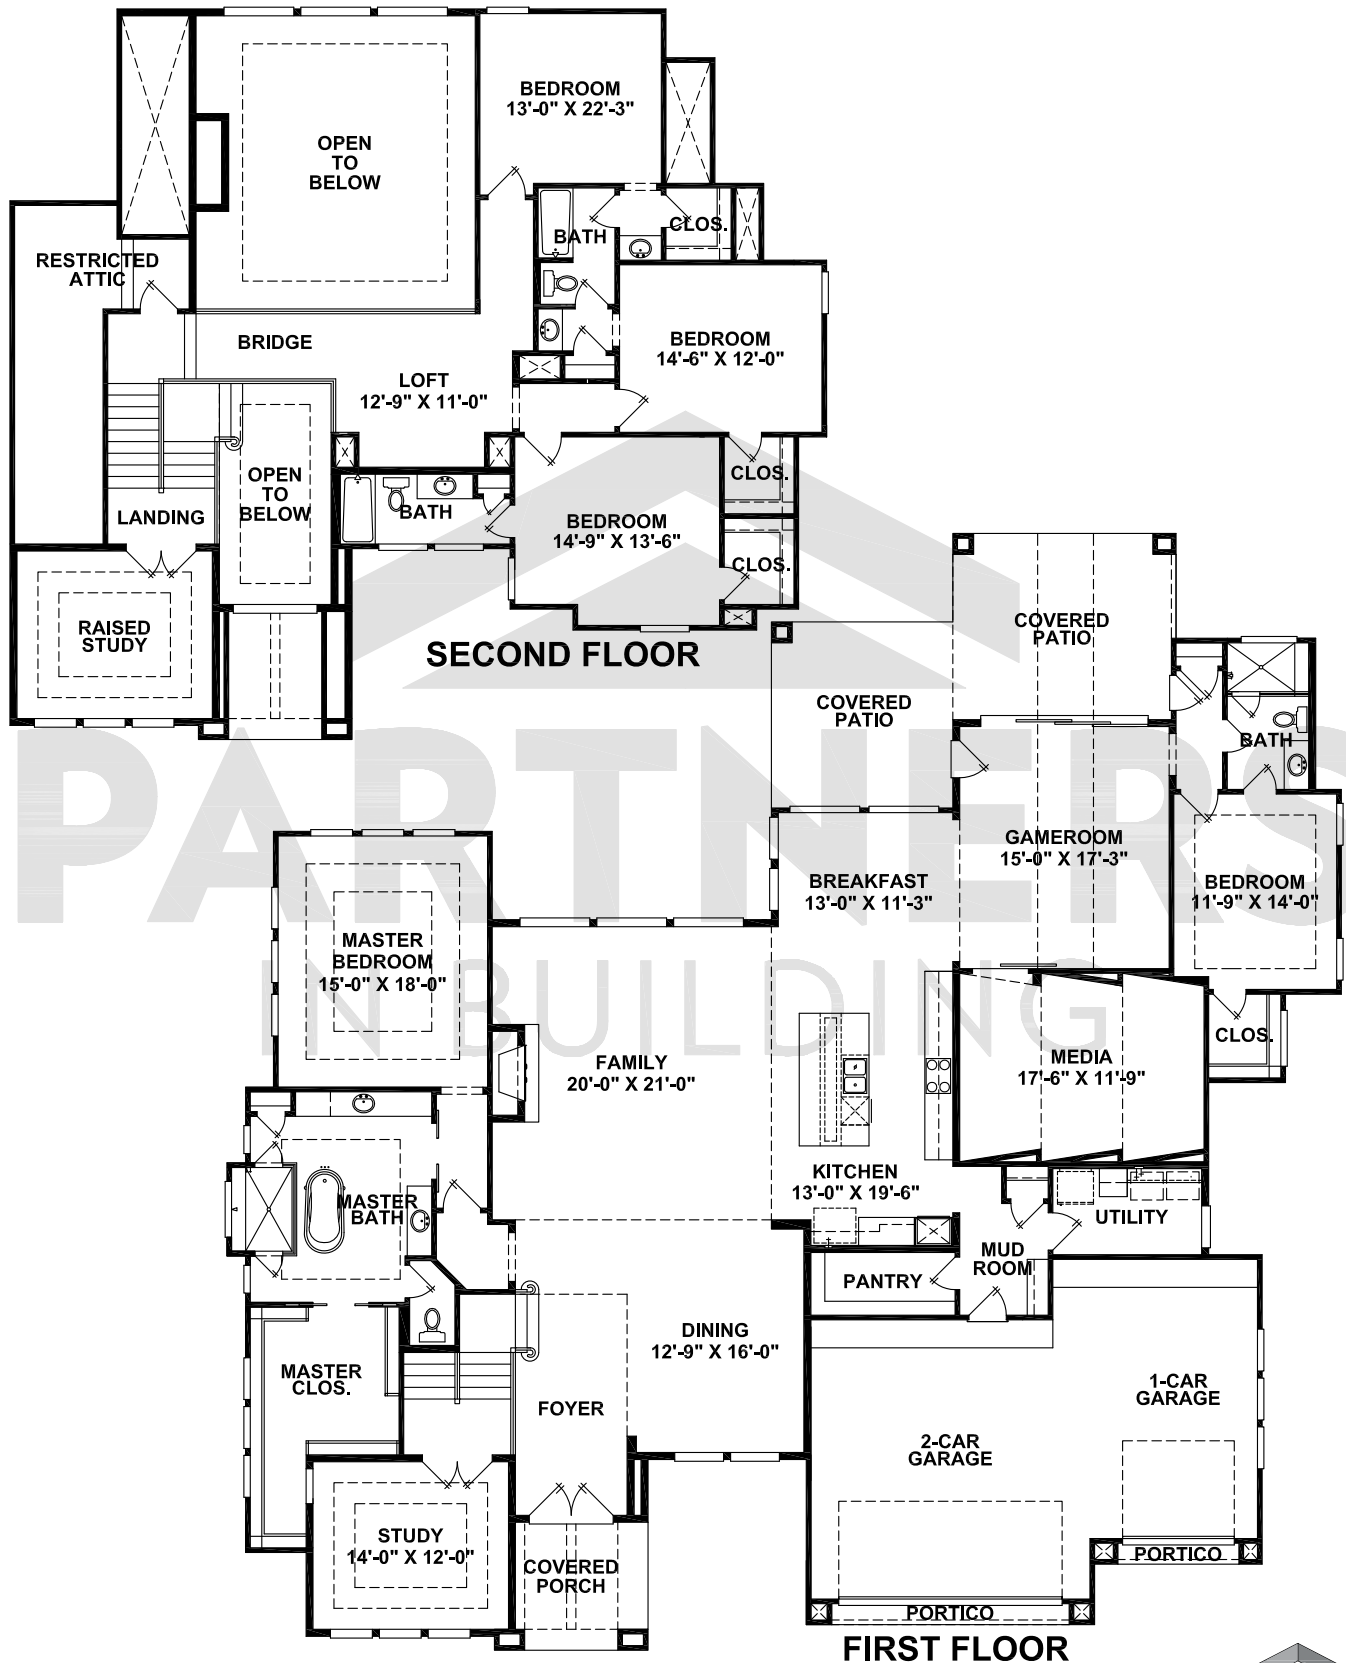 BEDROOM
13'-0" X 22'-3"
OPEN
TO
BELOW
BATH
CLOS.
RESTRICTED
ATTIC
BRIDGE
BEDROOM
14'-6" X 12'-0"
LOFT
12'-9" X 11'-0"
OPEN
TO
BELOW
CLOS.
LANDING
BATH
BEDROOM
14'-9" X 13'-6"
CLOS.
RAISED
STUDY
SECOND FLOOR
COVERED
PATIO
COVERED
PATIO
BATH
PARTNERS
IN BUILDING
GAMEROOM
15'-0" X 17'-3"
BREAKFAST
13'-0" X 11'-3"
BEDROOM
11'-9" X 14'-0"
MASTER
BEDROOM
15'-0" X 18'-0"
CLOS.
FAMILY
20'-0" X 21'-0"
MEDIA
17'-6" X 11'-9"
KITCHEN
13'-0" X 19'-6"
MASTER
BATH
UTILITY
MUD
ROOM
PANTRY
DINING
12'-9" X 16'-0"
MASTER
CLOS.
1-CAR
GARAGE
FOYER
2-CAR
GARAGE
STUDY
14'-0" X 12'-0"
COVERED
PORCH
PORTICO
PORTICO
FIRST FLOOR